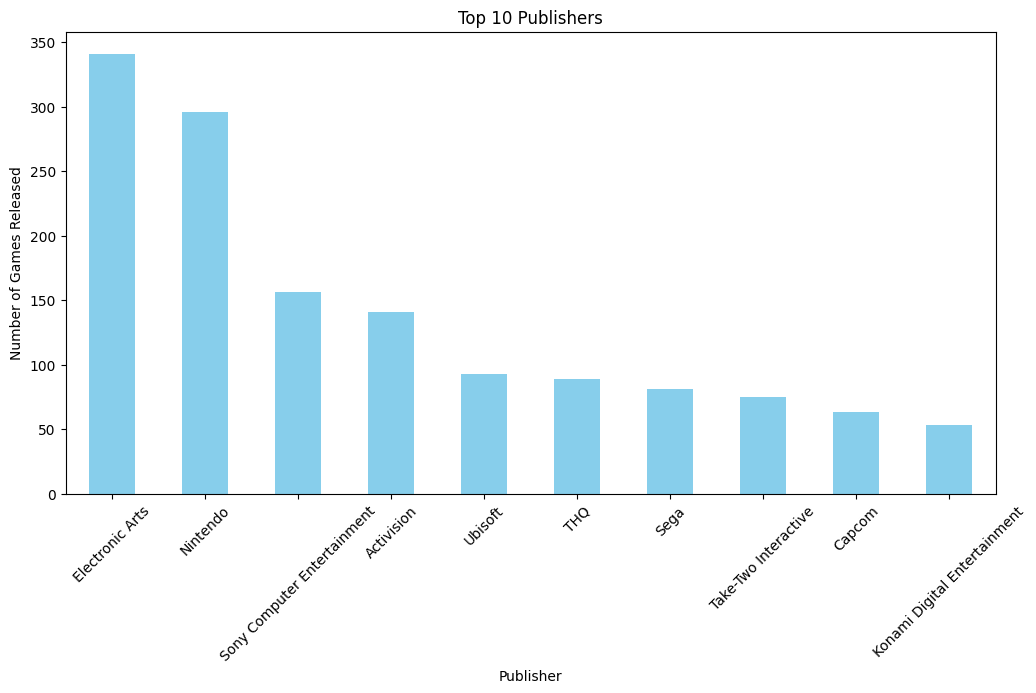 Top 10 Publishers
Number of Games Released
350
300
250
200
150
100
50
0
Electronic Arts
Nintendo
Sony Computer Entertainment
Activision
Ubisoft
THQ
Sega
Take-Two Interactive
Capcom
Konami Digital Entertainment
Publisher